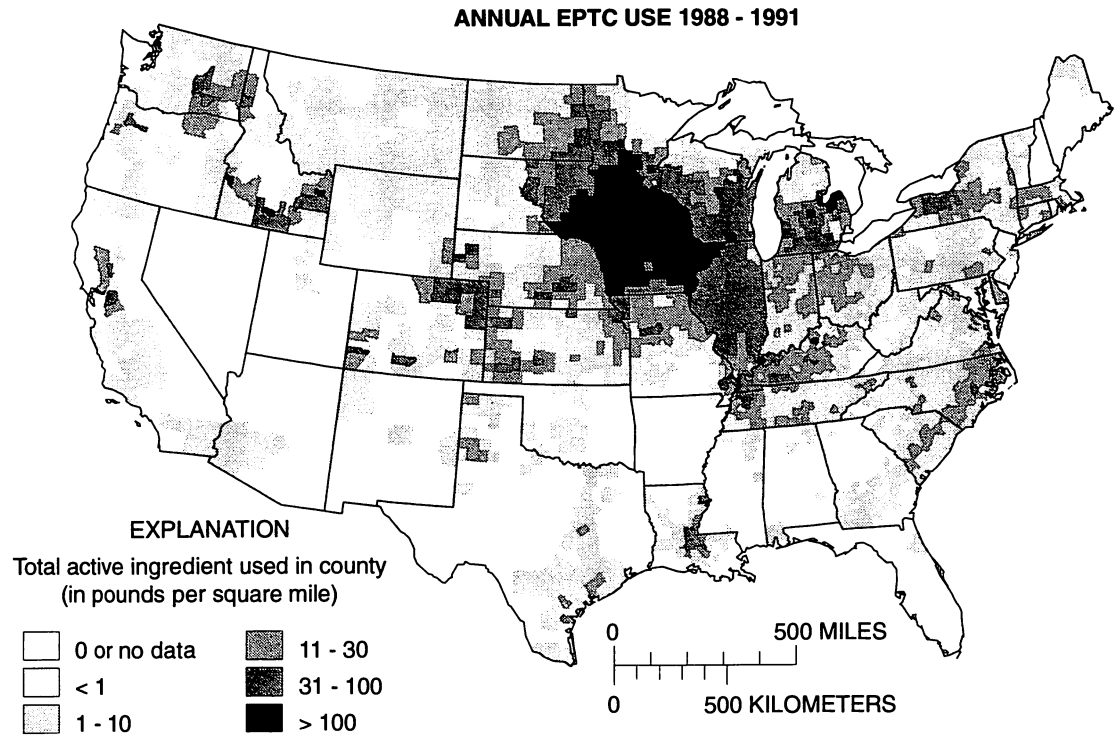 ANNUAL EPTC USE 1988 - 1991
EXPLANATION
Total active ingredient used in county
(in pounds per square mile)
0 or no data
< 1
1 - 10
11 - 30
31 - 100
> 100
0 500 MILES
0 500 KILOMETERS